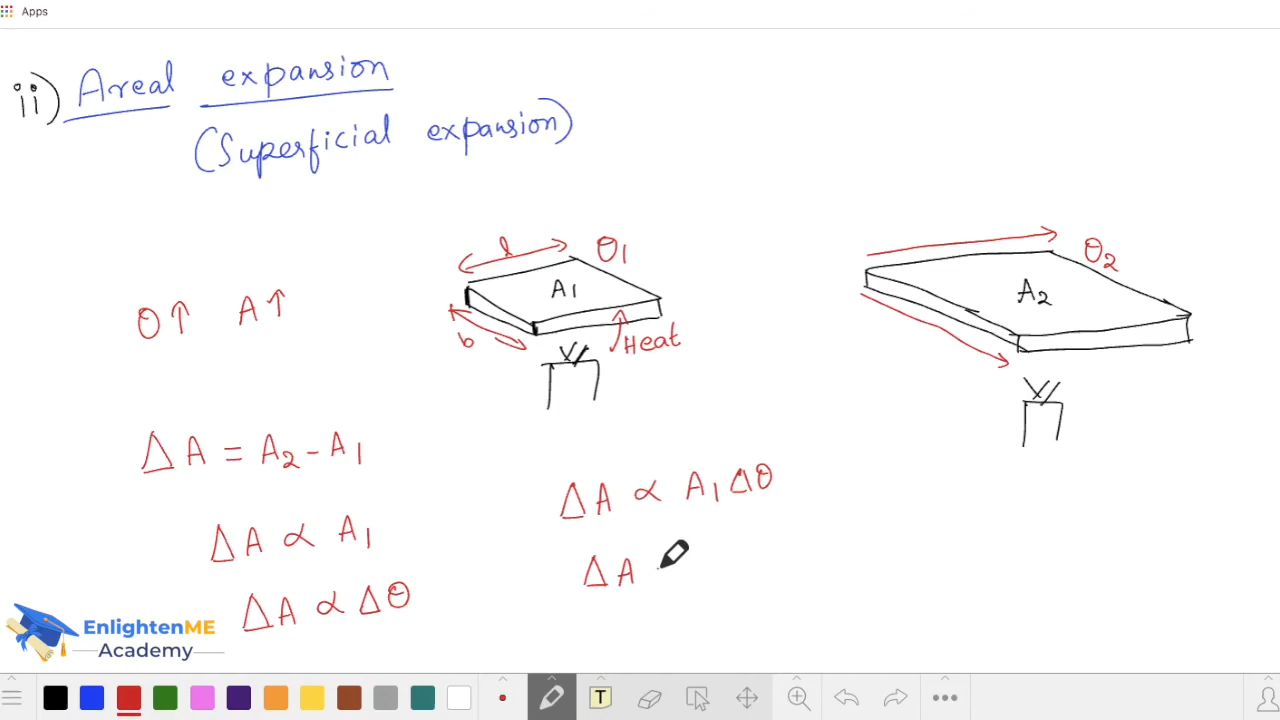 Apps
ii) Areal expansion
(Superficial expansion)
l θ1
θ2
A1
A2
θ↑ A↑
b Heat
ΔA = A2 - A1
ΔA ∝ A1Δθ
ΔA ∝ A1
ΔA
ΔA ∝ Δθ
EnlightenME
Academy
T